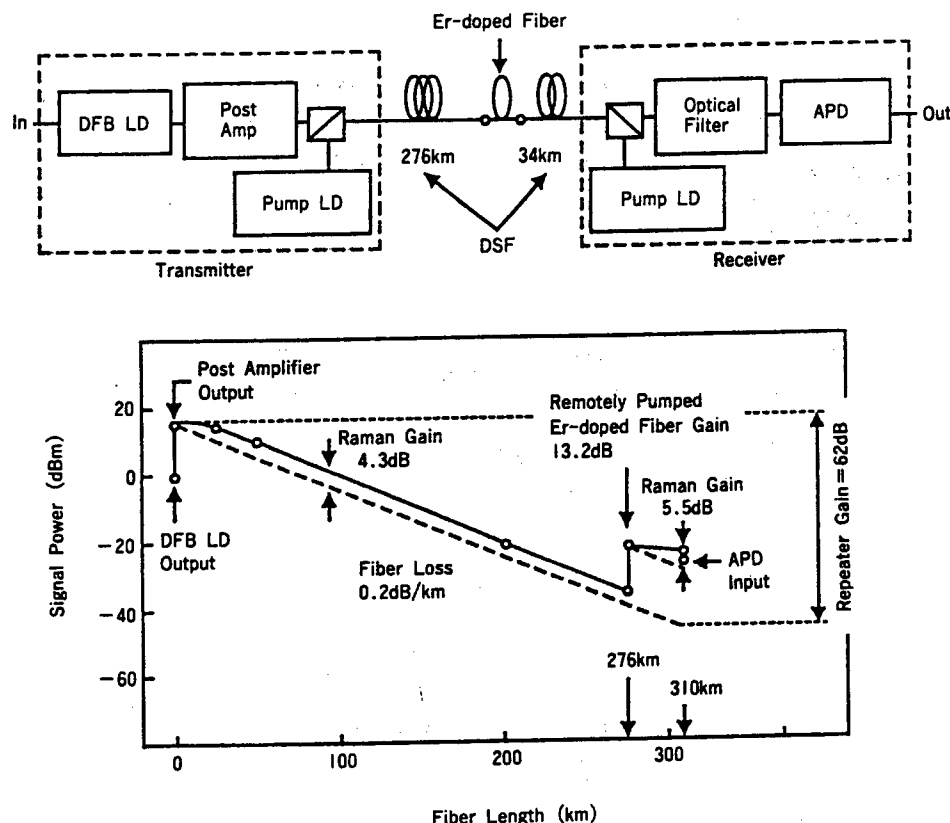 Er-doped Fiber
In
DFB LD
Post
Amp
Pump LD
Transmitter
276km
34km
DSF
Optical
Filter
APD
Out
Pump LD
Receiver
Post Amplifier
Output
Remotely Pumped
Er-doped Fiber Gain
13.2dB
Raman Gain
4.3dB
Raman Gain
5.5dB
DFB LD
Output
Fiber Loss
0.2dB/km
APD
Input
Repeater Gain=62dB
276km
310km
Signal Power (dBm)
20
0
-20
-40
-60
0
100
200
300
Fiber Length (km)